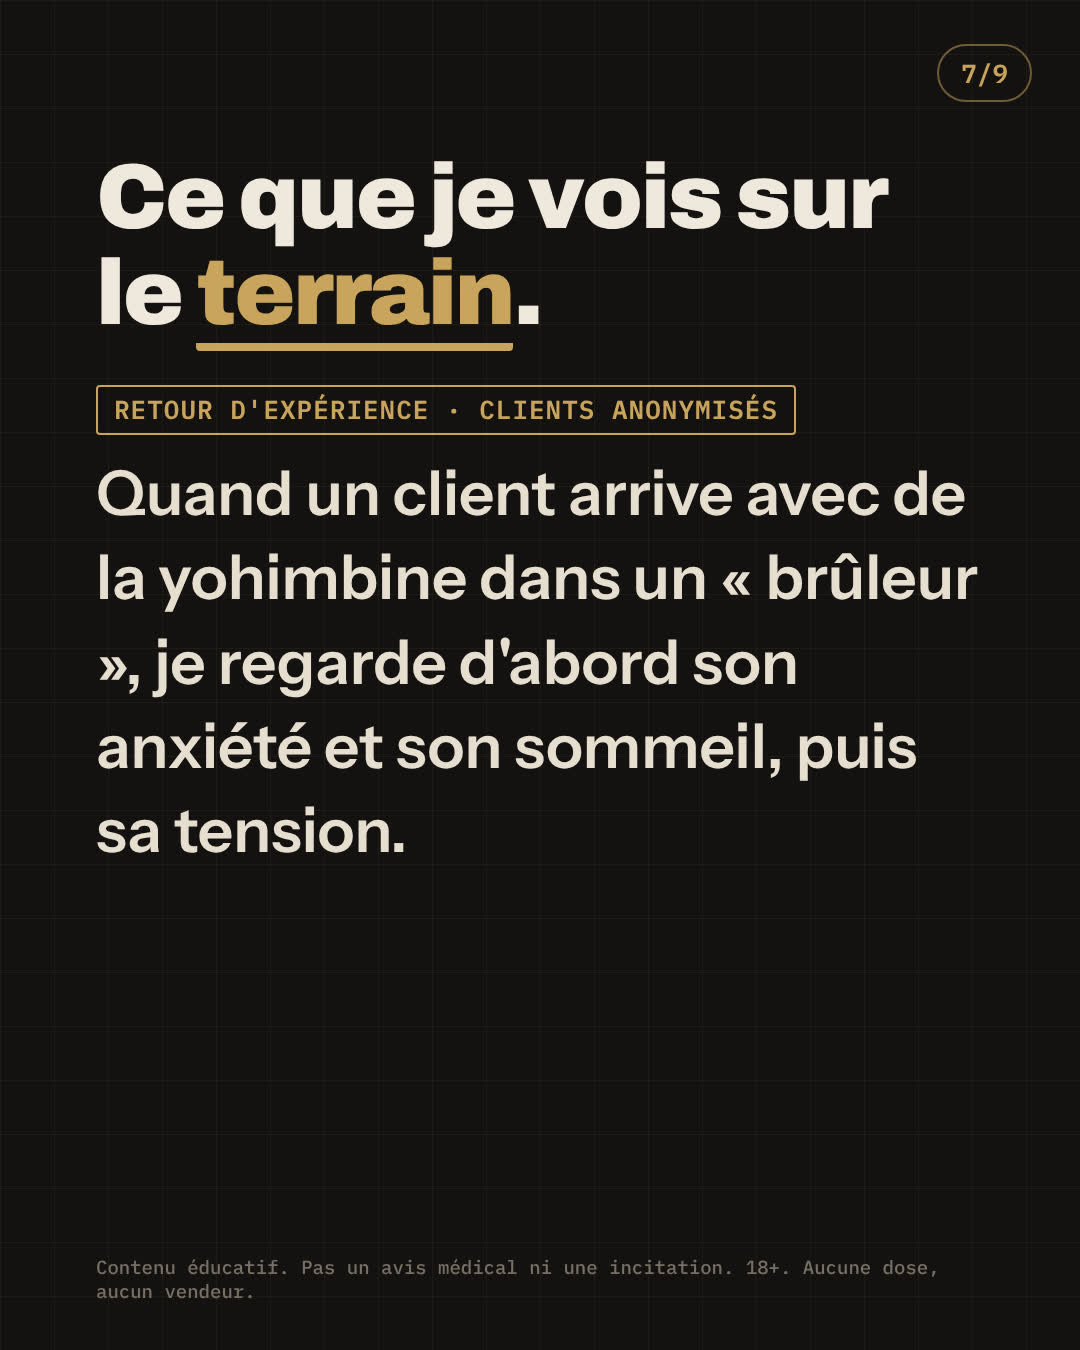 7/9
Ce que je vois sur
le terrain.
RETOUR D'EXPÉRIENCE · CLIENTS ANONYMISÉS
Quand un client arrive avec de
la yohimbine dans un « brûleur
», je regarde d'abord son
anxiété et son sommeil, puis
sa tension.
Contenu éducatif. Pas un avis médical ni une incitation. 18+. Aucune dose,
aucun vendeur.